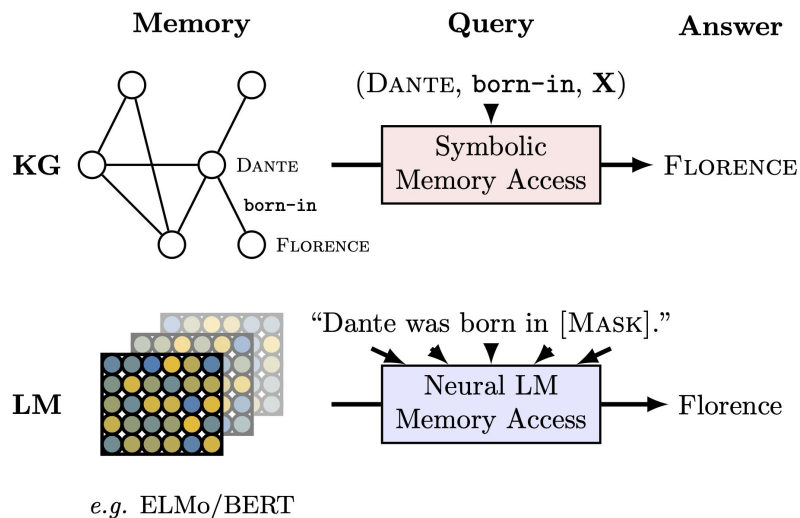 Memory Query Answer
(DANTE, born-in, X)
KG
DANTE
born-in
FLORENCE
Symbolic
Memory Access
FLORENCE
“Dante was born in [MASK].”
LM
Neural LM
Memory Access
Florence
e.g. ELMo/BERT